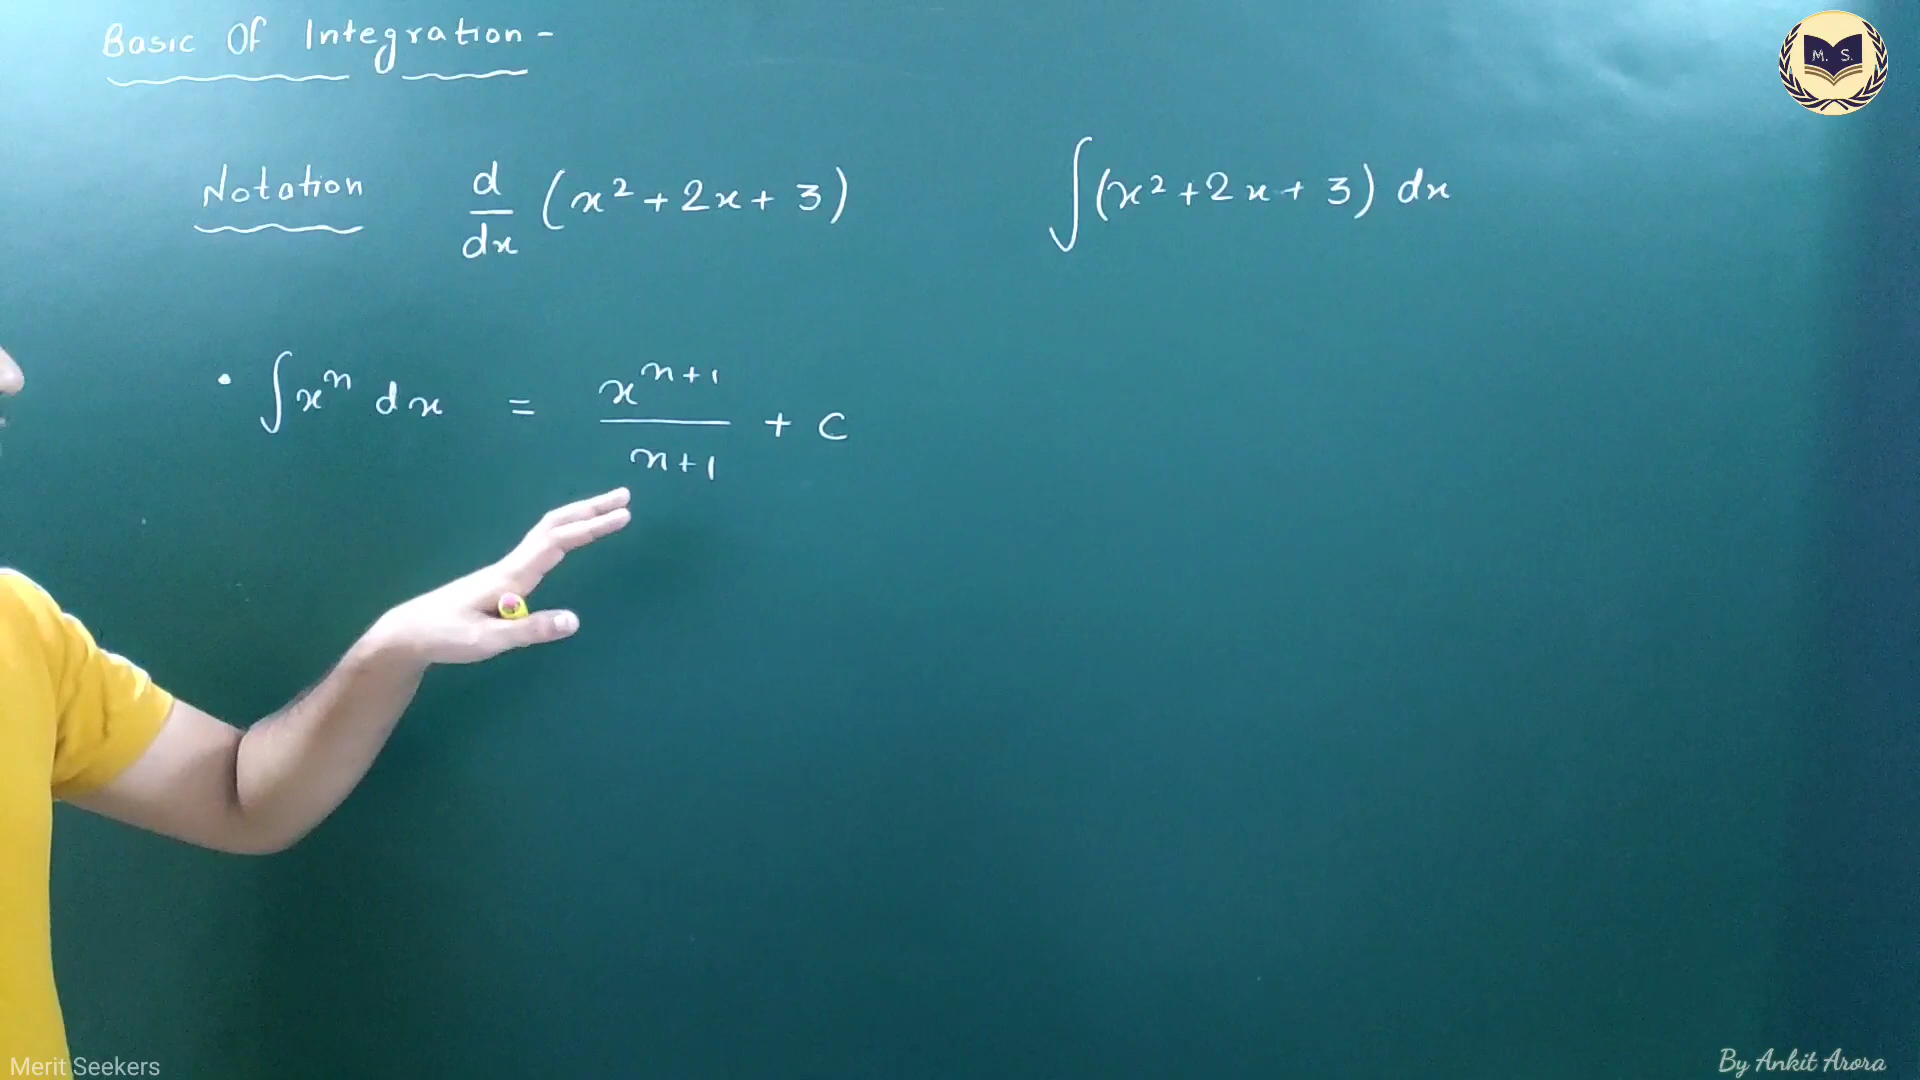 Basic Of Integration -
M. S.
Notation d/dx (x² + 2x + 3) ∫(x² + 2x + 3) dx
• ∫xⁿ dx = xⁿ⁺¹/n+1 + c
Merit Seekers
By Ankit Arora